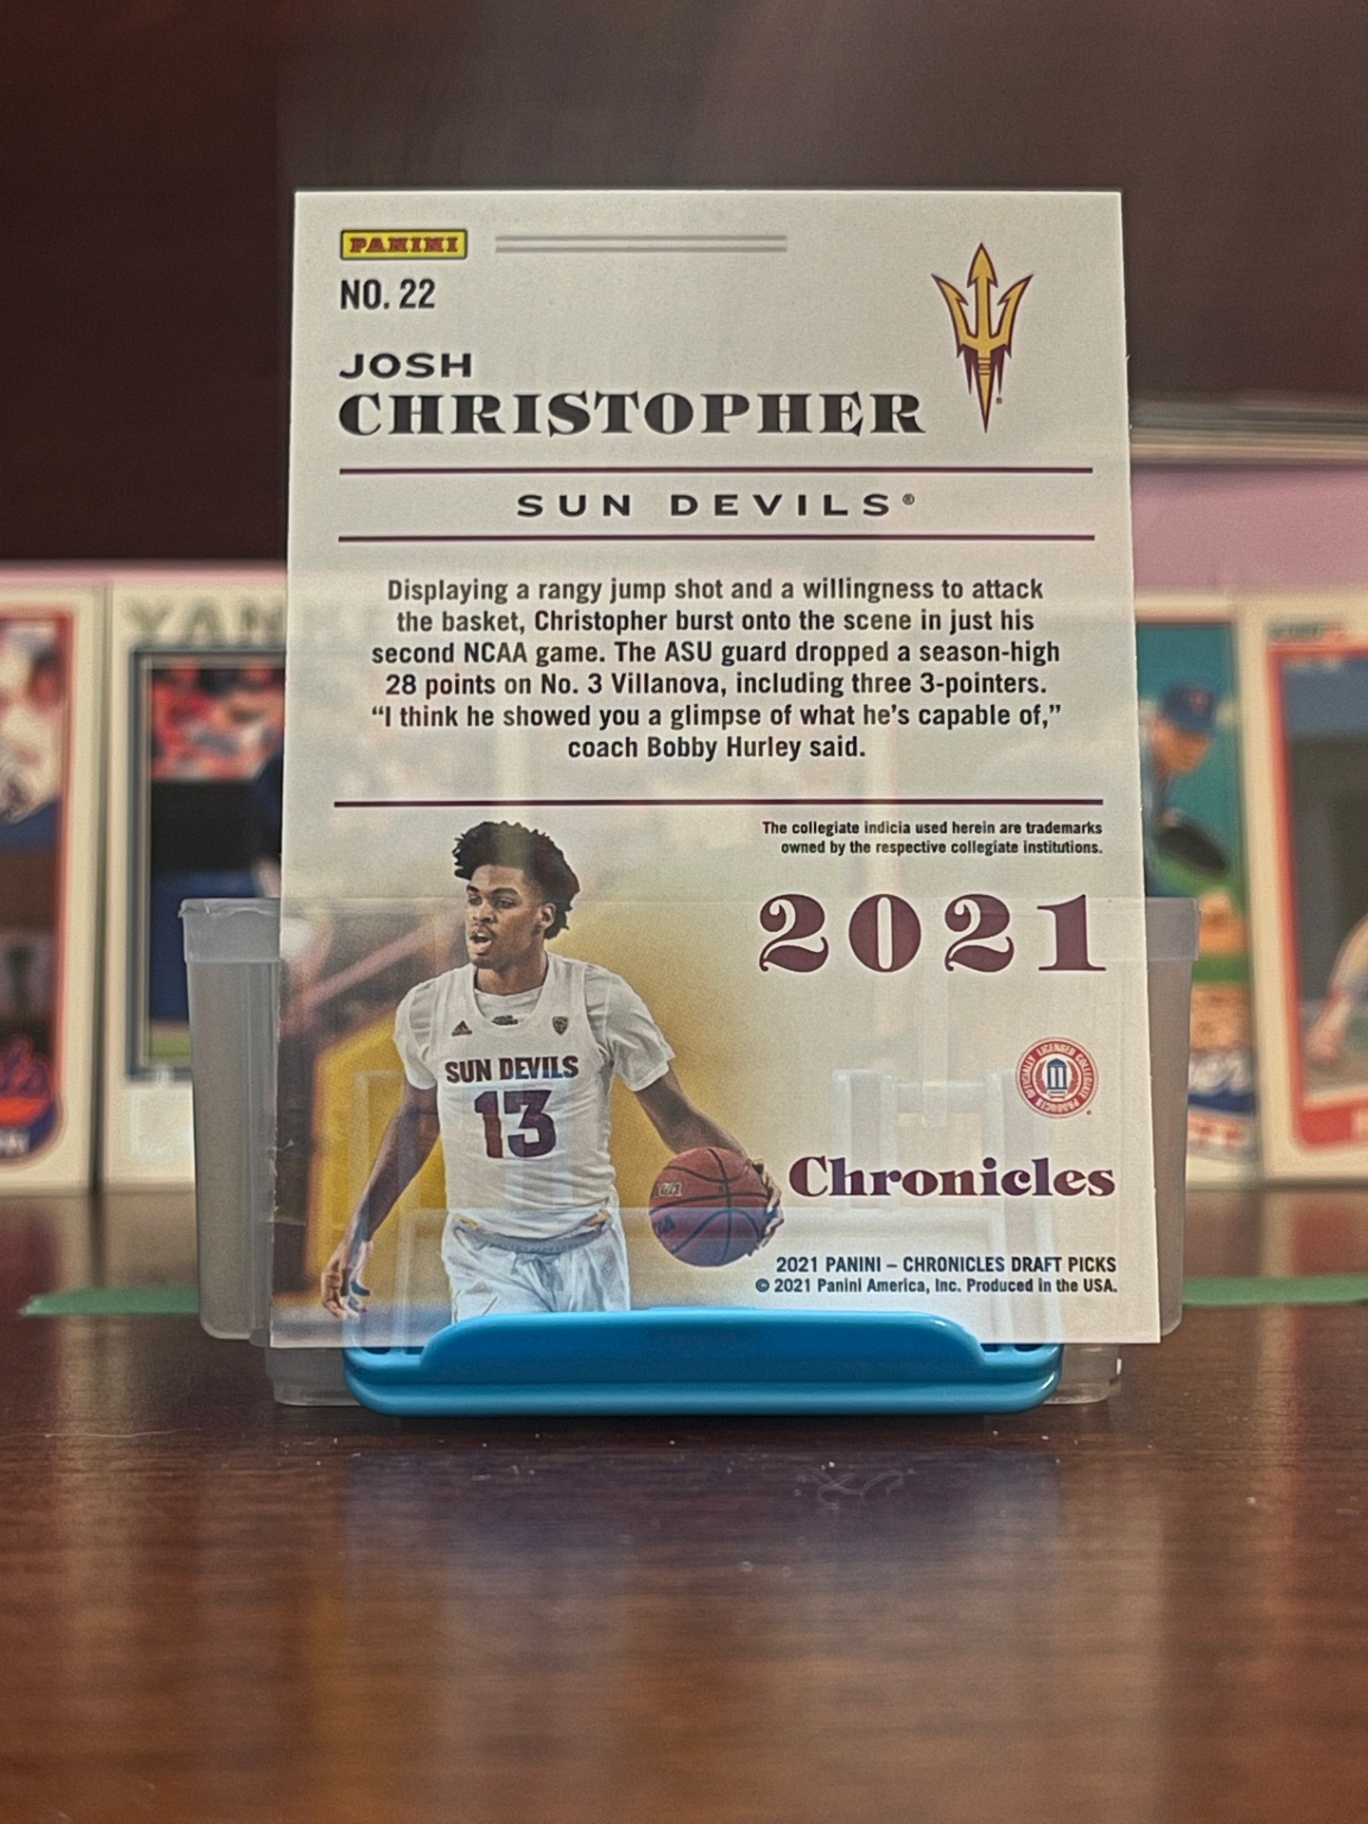 PANINI
NO. 22
JOSH
CHRISTOPHER
SUN DEVILS®
Displaying a rangy jump shot and a willingness to attack
the basket, Christopher burst onto the scene in just his
second NCAA game. The ASU guard dropped a season-high
28 points on No. 3 Villanova, including three 3-pointers.
“I think he showed you a glimpse of what he’s capable of,”
coach Bobby Hurley said.
The collegiate indicia used herein are trademarks
owned by the respective collegiate institutions.
2021
SUN DEVILS
13
OFFICIALLY LICENSED COLLEGIATE PRODUCTS
Chronicles
2021 PANINI – CHRONICLES DRAFT PICKS
© 2021 Panini America, Inc. Produced in the USA.